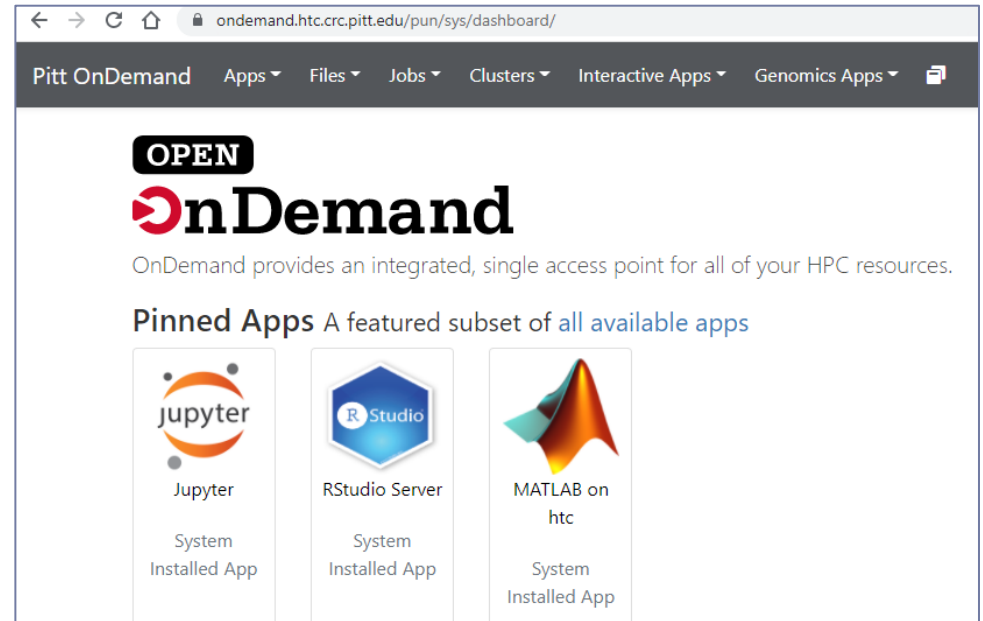 ondemand.htc.crc.pitt.edu/pun/sys/dashboard/
Pitt OnDemand Apps Files Jobs Clusters Interactive Apps Genomics Apps
OPEN
OnDemand
OnDemand provides an integrated, single access point for all of your HPC resources.
Pinned Apps A featured subset of all available apps
jupyter R Studio
Jupyter RStudio Server MATLAB on
htc
System System
Installed App Installed App System
Installed App